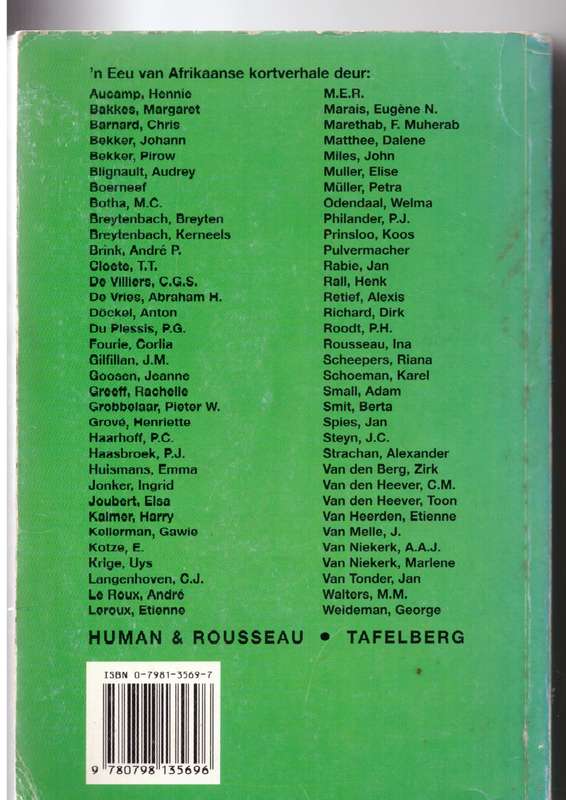 'n Eeu van Afrikaanse kortverhale deur:
Aucamp, Hennie
Bakkes, Margaret
Barnard, Chris
Bekker, Johann
Bekker, Pirow
Blignault, Audrey
Boerneef
Botha, M.C.
Breytenbach, Breyten
Breytenbach, Kerneels
Brink, André P.
Cloete, T.T.
De Villiers, C.G.S.
De Vries, Abraham H.
Döckel, Anton
Du Plessis, P.G.
Fourie, Corlia
Gilfillan, J.M.
Goosen, Jeanne
Greeff, Rachelle
Grobbelaar, Pieter W.
Grové, Henriette
Haarhoff, P.C.
Haasbroek, P.J.
Huismans, Emma
Jonker, Ingrid
Joubert, Elsa
Kalmer, Harry
Kellerman, Gawie
Kotze, E.
Krige, Uys
Langenhoven, C.J.
Le Roux, André
Leroux, Etienne
M.E.R.
Marais, Eugène N.
Marethab, F. Muherab
Matthee, Dalene
Miles, John
Muller, Elise
Müller, Petra
Odendaal, Welma
Philander, P.J.
Prinsloo, Koos
Pulvermacher
Rabie, Jan
Rall, Henk
Retief, Alexis
Richard, Dirk
Roodt, P.H.
Rousseau, Ina
Scheepers, Riana
Schoeman, Karel
Small, Adam
Smit, Berta
Spies, Jan
Steyn, J.C.
Strachan, Alexander
Van den Berg, Zirk
Van den Heever, C.M.
Van den Heever, Toon
Van Heerden, Etienne
Van Melle, J.
Van Niekerk, A.A.J.
Van Niekerk, Marlene
Van Tonder, Jan
Walters, M.M.
Weideman, George
HUMAN & ROUSSEAU • TAFELBERG
ISBN 0-7981-3569-7
9 780798 135696